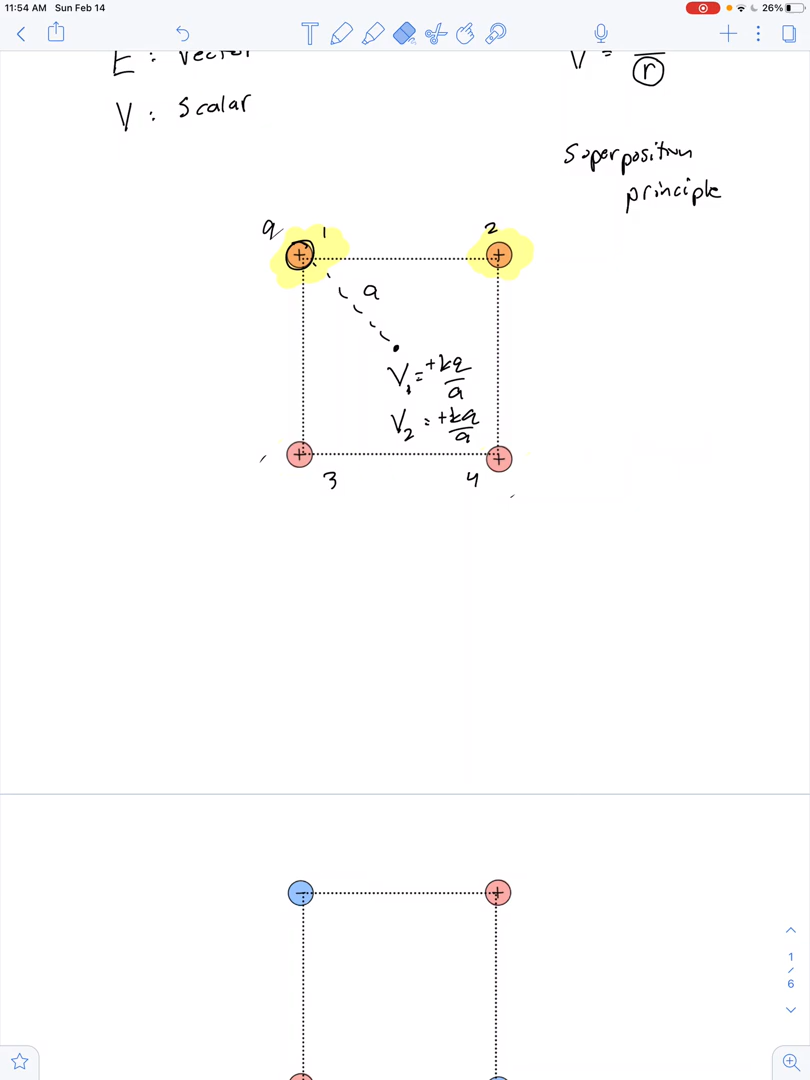 11:54 AM Sun Feb 14
26%
T
E : Vector
V =
r
V : Scalar
Superposition
principle
q 1 2
+ +
a
V₁ = +kq/a
V₂ = +kq/a
+ +
3 4
− +
1
/
6